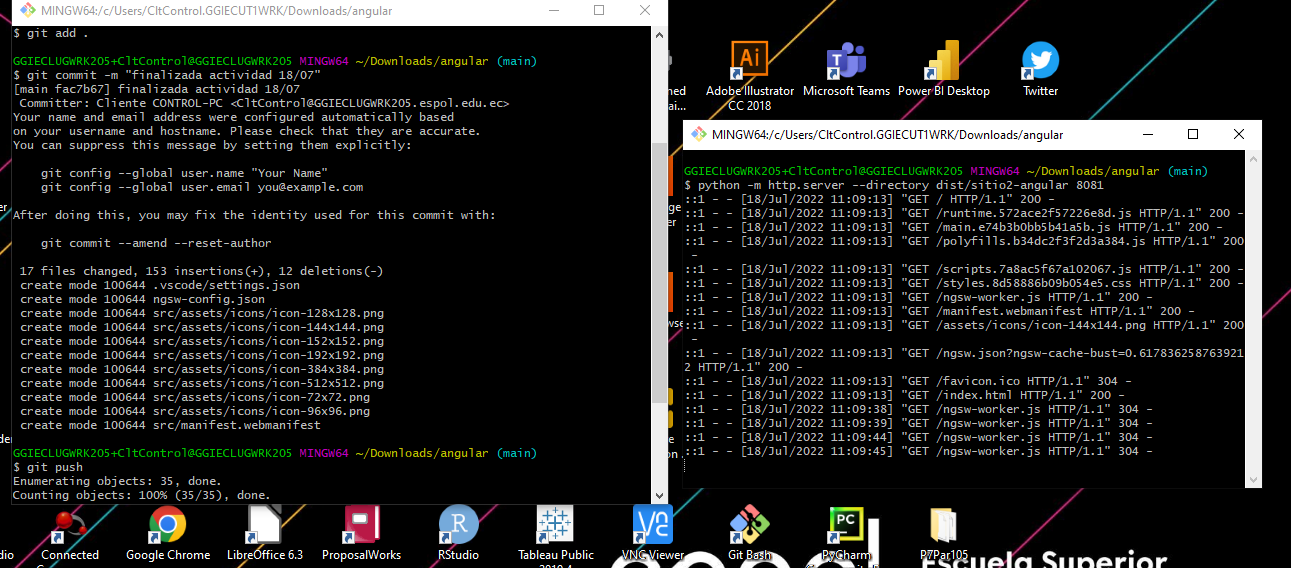 MINGW64:/c/Users/CltControl.GGIECUT1WRK/Downloads/angular
$ git add .
GGIECLUGWRK205+CltControl@GGIECLUGWRK205 MINGW64 ~/Downloads/angular (main)
$ git commit -m "finalizada actividad 18/07"
[main fac7b67] finalizada actividad 18/07
Committer: Cliente CONTROL-PC <CltControl@GGIECLUGWRK205.espol.edu.ec>
Your name and email address were configured automatically based
on your username and hostname. Please check that they are accurate.
You can suppress this message by setting them explicitly:
git config --global user.name "Your Name"
git config --global user.email you@example.com
After doing this, you may fix the identity used for this commit with:
git commit --amend --reset-author
17 files changed, 153 insertions(+), 12 deletions(-)
create mode 100644 .vscode/settings.json
create mode 100644 ngsw-config.json
create mode 100644 src/assets/icons/icon-128x128.png
create mode 100644 src/assets/icons/icon-144x144.png
create mode 100644 src/assets/icons/icon-152x152.png
create mode 100644 src/assets/icons/icon-192x192.png
create mode 100644 src/assets/icons/icon-384x384.png
create mode 100644 src/assets/icons/icon-512x512.png
create mode 100644 src/assets/icons/icon-72x72.png
create mode 100644 src/assets/icons/icon-96x96.png
create mode 100644 src/manifest.webmanifest
GGIECLUGWRK205+CltControl@GGIECLUGWRK205 MINGW64 ~/Downloads/angular (main)
$ git push
Enumerating objects: 35, done.
Counting objects: 100% (35/35), done.
Ai
Adobe Illustrator
CC 2018
Microsoft Teams
Power BI Desktop
Twitter
MINGW64:/c/Users/CltControl.GGIECUT1WRK/Downloads/angular
GGIECLUGWRK205+CltControl@GGIECLUGWRK205 MINGW64 ~/Downloads/angular (main)
$ python -m http.server --directory dist/sitio2-angular 8081
::1 - - [18/Jul/2022 11:09:13] "GET / HTTP/1.1" 200 -
::1 - - [18/Jul/2022 11:09:13] "GET /runtime.572ace2f57226e8d.js HTTP/1.1" 200 -
::1 - - [18/Jul/2022 11:09:13] "GET /main.e74b3b0bb5b41a5b.js HTTP/1.1" 200 -
::1 - - [18/Jul/2022 11:09:13] "GET /polyfills.b34dc2f3f2d3a384.js HTTP/1.1" 200
-
::1 - - [18/Jul/2022 11:09:13] "GET /scripts.7a8ac5f67a102067.js HTTP/1.1" 200 -
::1 - - [18/Jul/2022 11:09:13] "GET /styles.8d58886b09b054e5.css HTTP/1.1" 200 -
::1 - - [18/Jul/2022 11:09:13] "GET /ngsw-worker.js HTTP/1.1" 200 -
::1 - - [18/Jul/2022 11:09:13] "GET /manifest.webmanifest HTTP/1.1" 200 -
::1 - - [18/Jul/2022 11:09:13] "GET /assets/icons/icon-144x144.png HTTP/1.1" 200
-
::1 - - [18/Jul/2022 11:09:13] "GET /ngsw.json?ngsw-cache-bust=0.617836258763921
2 HTTP/1.1" 200 -
::1 - - [18/Jul/2022 11:09:13] "GET /favicon.ico HTTP/1.1" 304 -
::1 - - [18/Jul/2022 11:09:13] "GET /index.html HTTP/1.1" 200 -
::1 - - [18/Jul/2022 11:09:38] "GET /ngsw-worker.js HTTP/1.1" 304 -
::1 - - [18/Jul/2022 11:09:39] "GET /ngsw-worker.js HTTP/1.1" 304 -
::1 - - [18/Jul/2022 11:09:44] "GET /ngsw-worker.js HTTP/1.1" 304 -
::1 - - [18/Jul/2022 11:09:45] "GET /ngsw-worker.js HTTP/1.1" 304 -
Connected
Google Chrome
LibreOffice 6.3
ProposalWorks
RStudio
Tableau Public
VNC Viewer
Git Bash
PyCharm
P7Par105
Escuela Superior